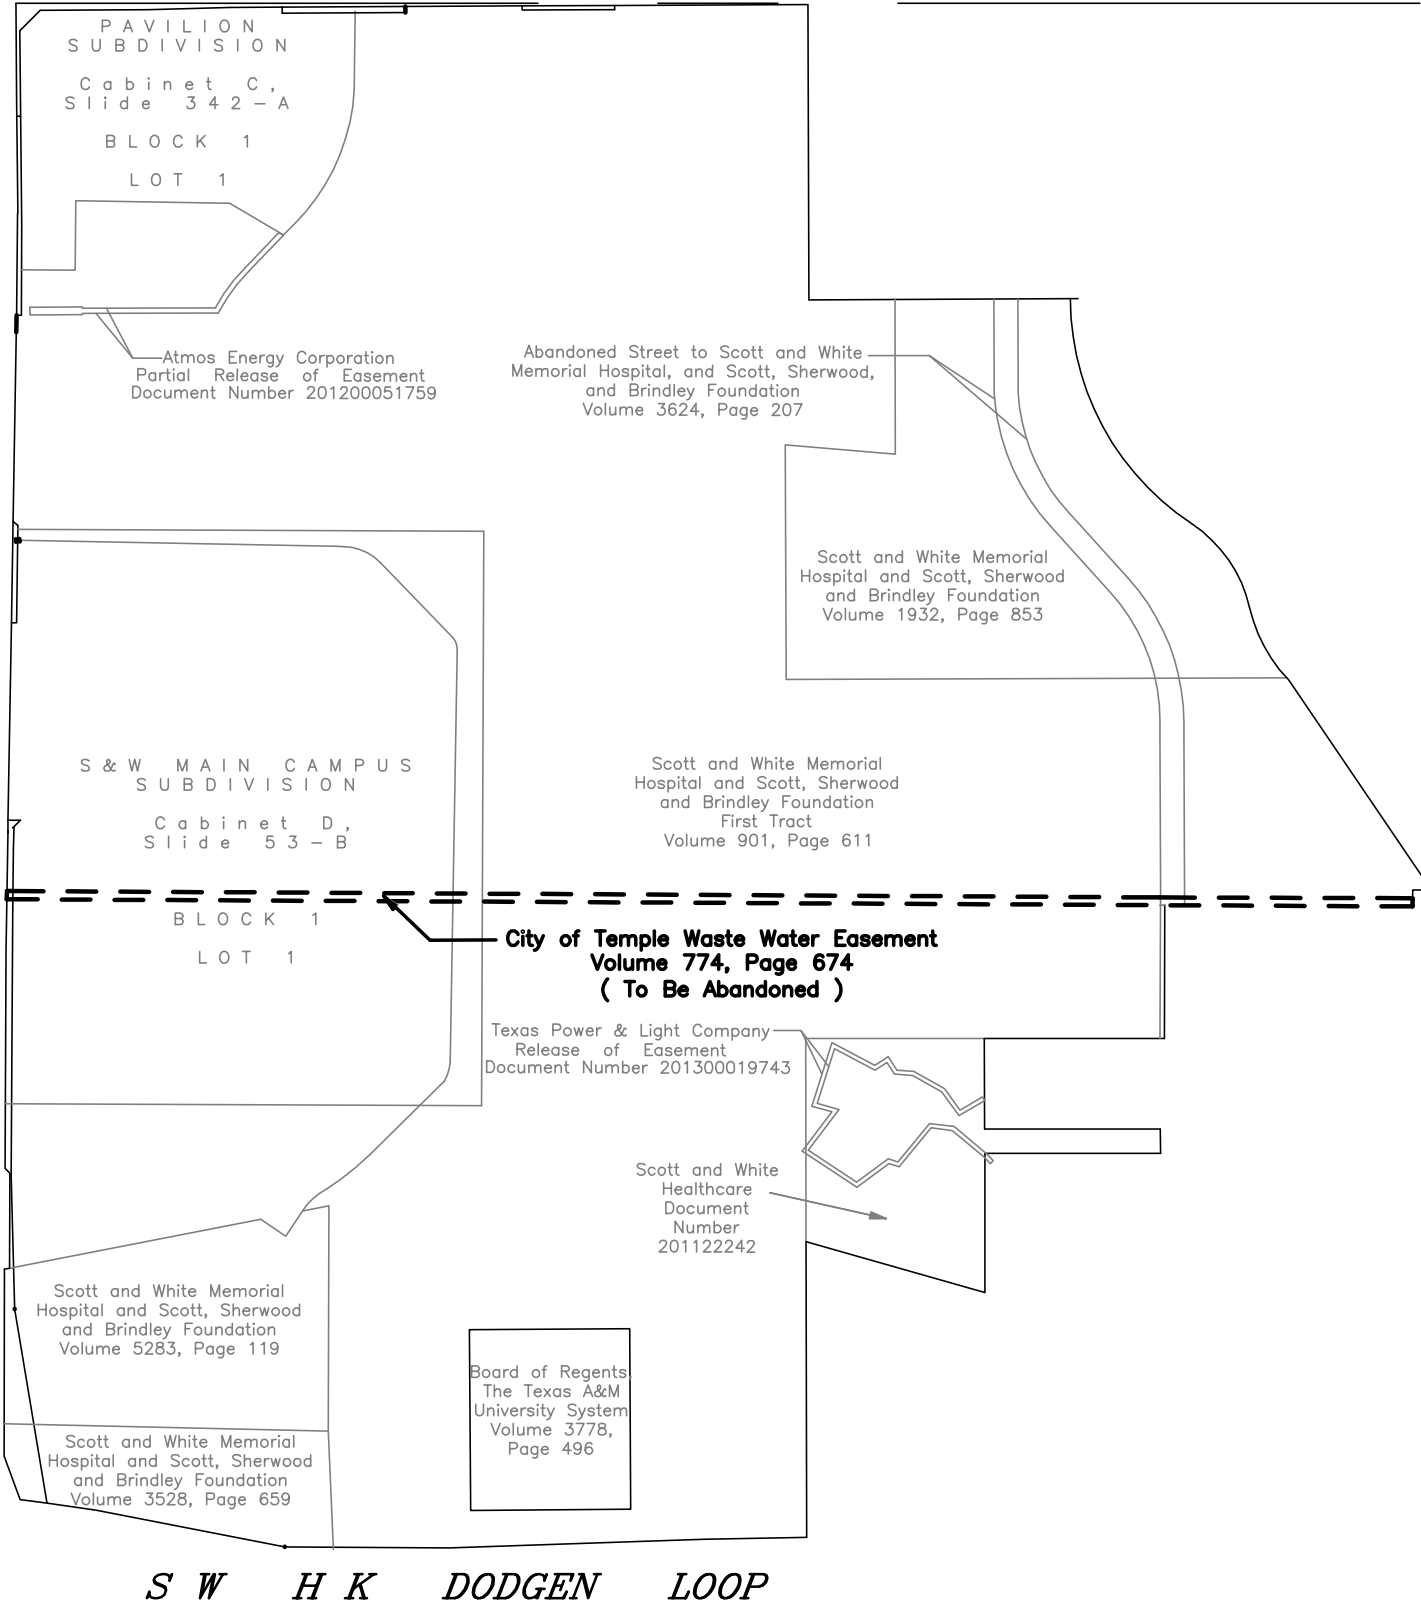 PAVILION
SUBDIVISION
Cabinet C,
Slide 342-A
BLOCK 1
LOT 1
Atmos Energy Corporation
Partial Release of Easement
Document Number 201200051759
Abandoned Street to Scott and White
Memorial Hospital, and Scott, Sherwood,
and Brindley Foundation
Volume 3624, Page 207
Scott and White Memorial
Hospital and Scott, Sherwood
and Brindley Foundation
Volume 1932, Page 853
S&W MAIN CAMPUS
SUBDIVISION
Cabinet D,
Slide 53-B
BLOCK 1
LOT 1
Scott and White Memorial
Hospital and Scott, Sherwood
and Brindley Foundation
First Tract
Volume 901, Page 611
City of Temple Waste Water Easement
Volume 774, Page 674
( To Be Abandoned )
Texas Power & Light Company
Release of Easement
Document Number 201300019743
Scott and White
Healthcare
Document
Number
201122242
Scott and White Memorial
Hospital and Scott, Sherwood
and Brindley Foundation
Volume 5283, Page 119
Board of Regents
The Texas A&M
University System
Volume 3778,
Page 496
Scott and White Memorial
Hospital and Scott, Sherwood
and Brindley Foundation
Volume 3528, Page 659
SW HK DODGEN LOOP